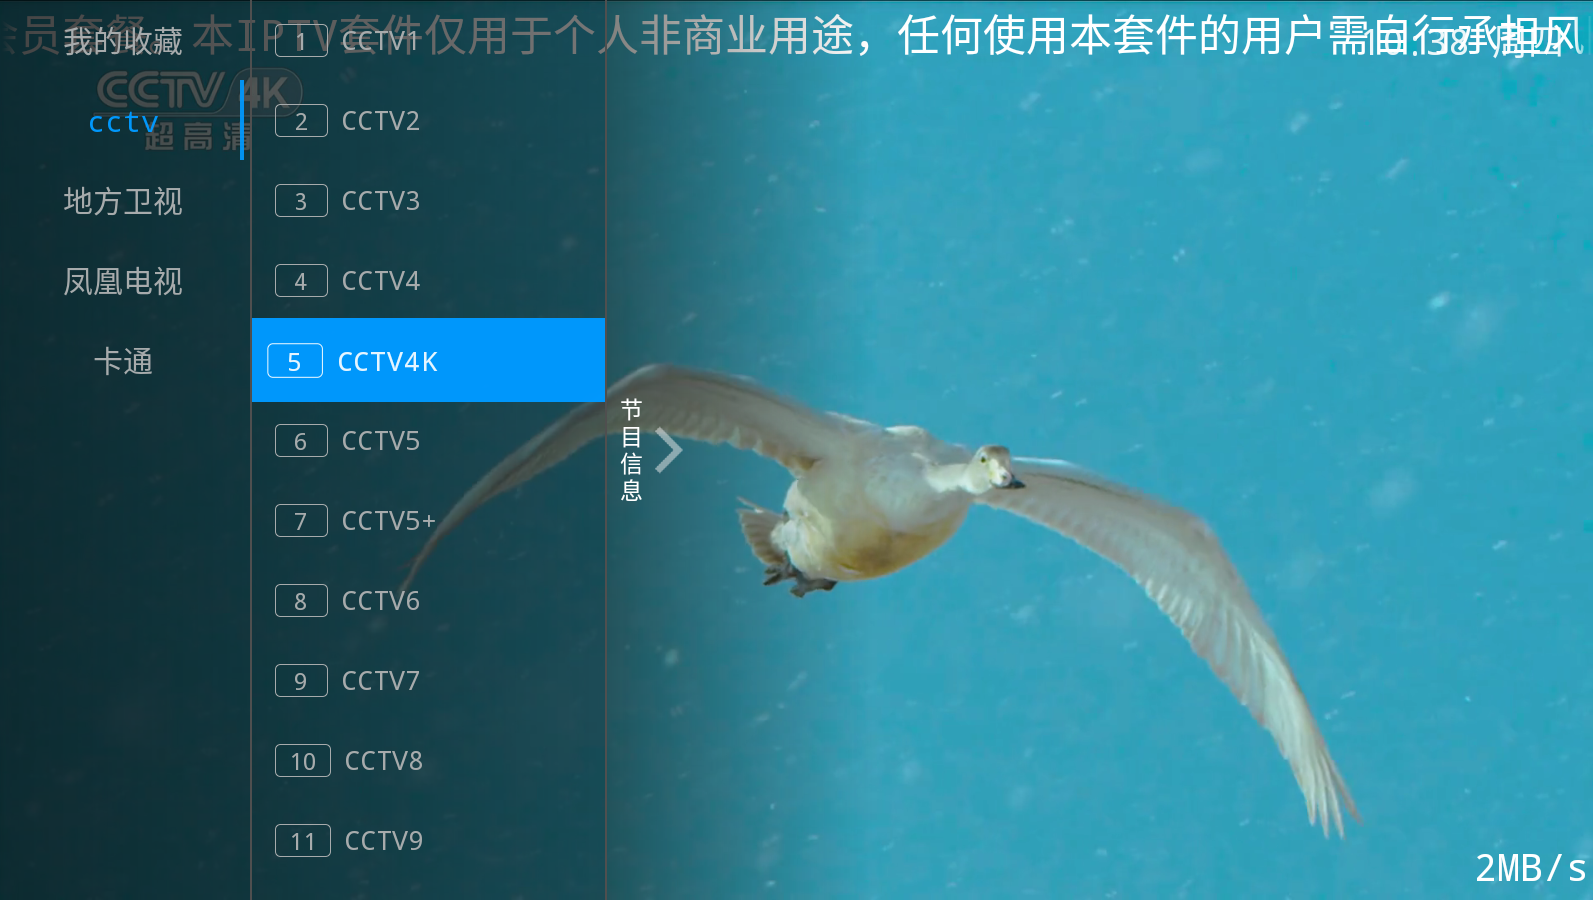 会员套餐。本IPTV套件仅用于个人非商业用途，任何使用本套件的用户需自行承担风
我的收藏
cctv
地方卫视
凤凰电视
卡通
CCTV 4K
超高清
1 CCTV1
2 CCTV2
3 CCTV3
4 CCTV4
5 CCTV4K
6 CCTV5
7 CCTV5+
8 CCTV6
9 CCTV7
10 CCTV8
11 CCTV9
节目信息
2MB/s